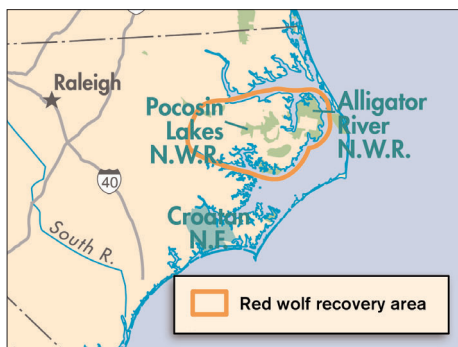 Raleigh
Pocosin
Lakes
N.W.R.
Alligator
River
N.W.R.
40
South R.
Croatan
N.F.
Red wolf recovery area